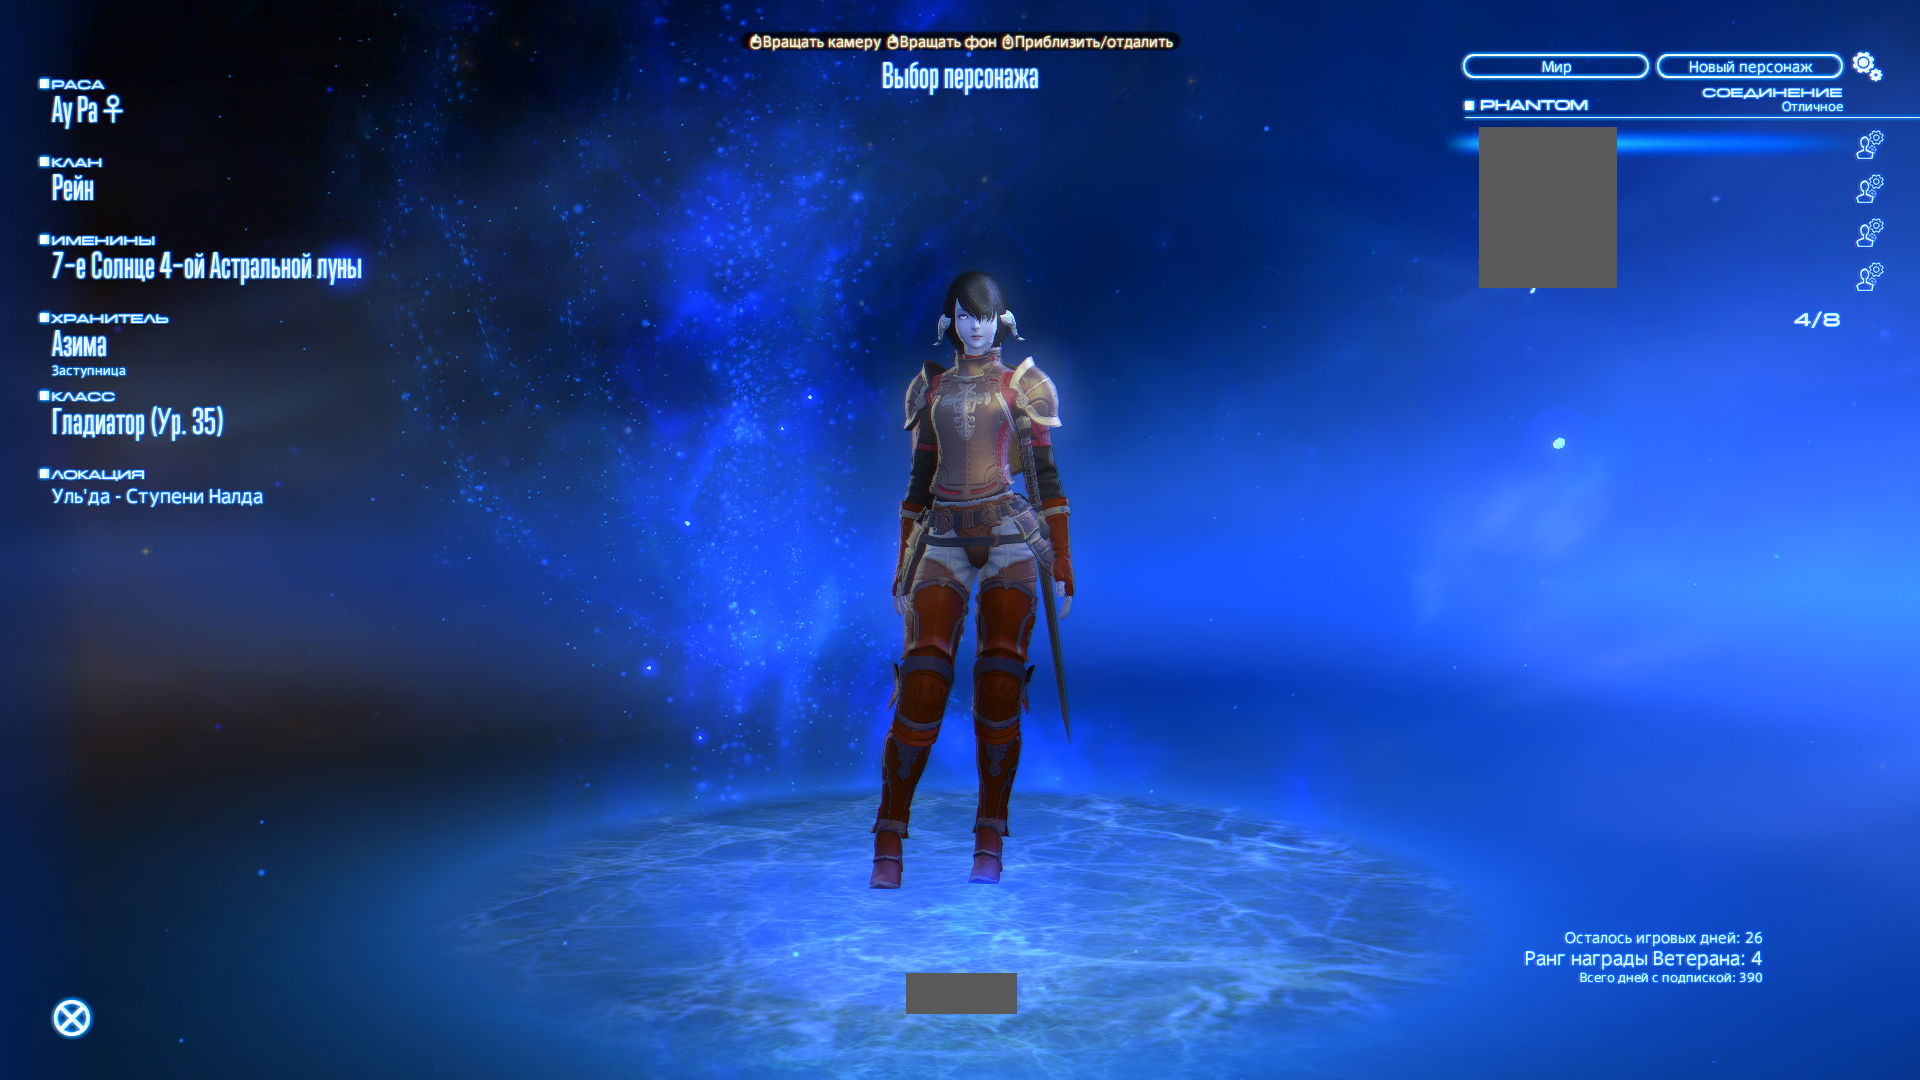 Вращать камеру Вращать фон Приблизить/отдалить
Выбор персонажа
РАСА
Ау Ра ♀
КЛАН
Рейн
ИМЕНИНЫ
7-е Солнце 4-ой Астральной луны
ХРАНИТЕЛЬ
Азима
Заступница
КЛАСС
Гладиатор (Ур. 35)
ЛОКАЦИЯ
Уль'да - Ступени Налда
Мир
Новый персонаж
СОЕДИНЕНИЕ
PHANTOM
Отличное
4/8
Осталось игровых дней: 26
Ранг награды Ветерана: 4
Всего дней с подпиской: 390